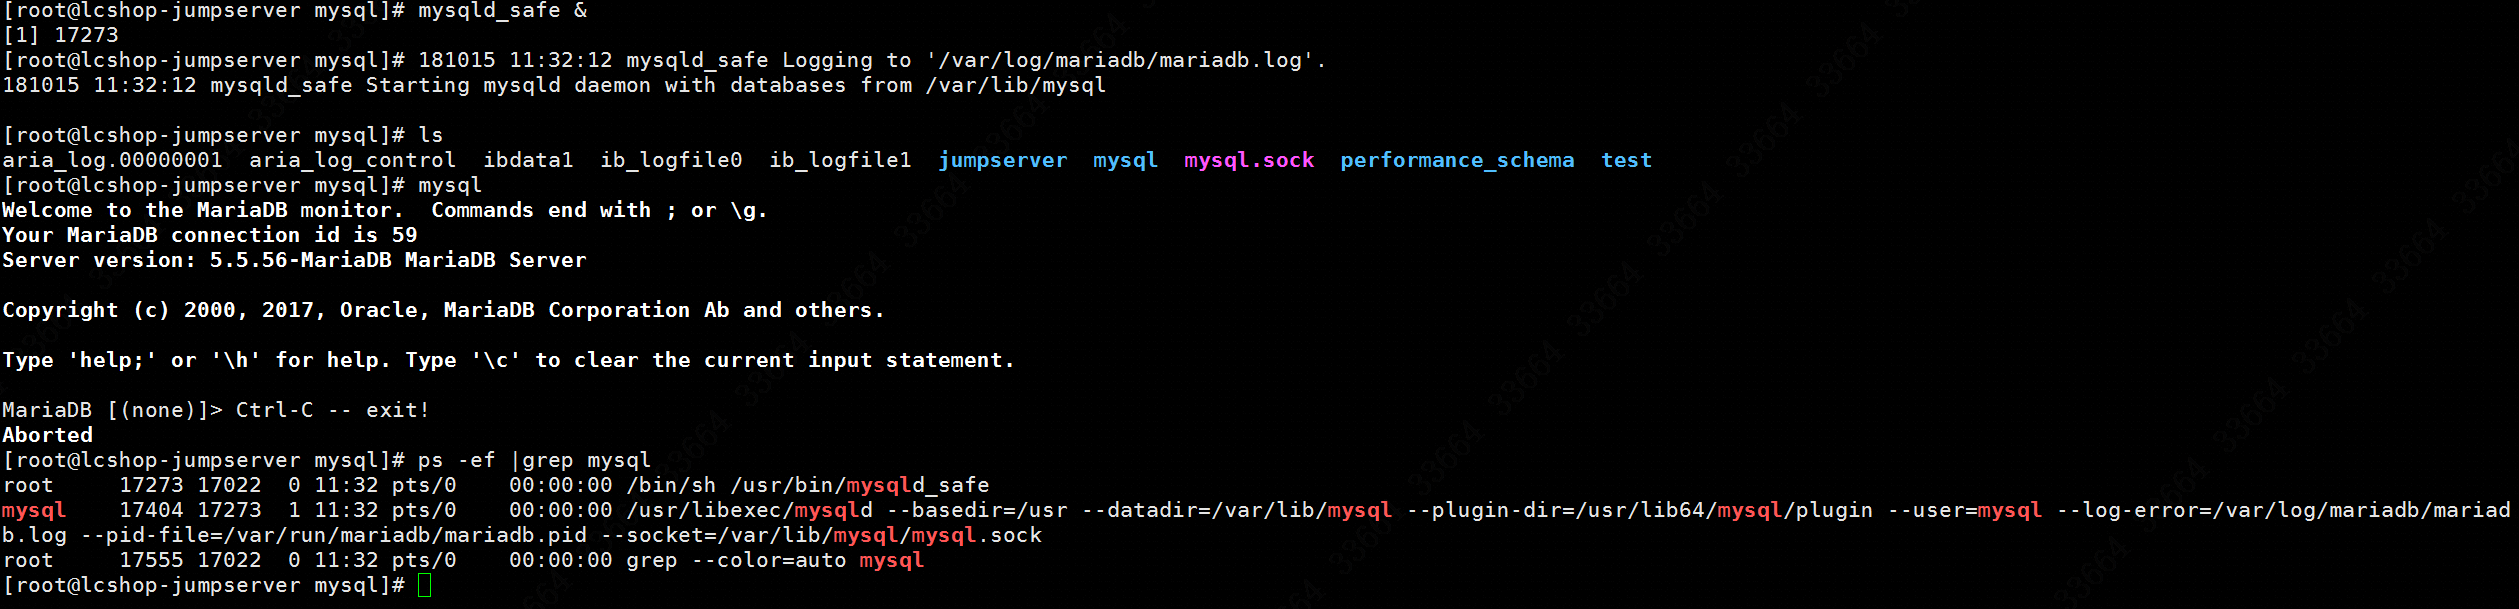 [root@lcshop-jumpserver mysql]# mysqld_safe &
[1] 17273
[root@lcshop-jumpserver mysql]# 181015 11:32:12 mysqld_safe Logging to '/var/log/mariadb/mariadb.log'.
181015 11:32:12 mysqld_safe Starting mysqld daemon with databases from /var/lib/mysql
[root@lcshop-jumpserver mysql]# ls
aria_log.00000001  aria_log_control  ibdata1  ib_logfile0  ib_logfile1  jumpserver  mysql  mysql.sock  performance_schema  test
[root@lcshop-jumpserver mysql]# mysql
Welcome to the MariaDB monitor.  Commands end with ; or \g.
Your MariaDB connection id is 59
Server version: 5.5.56-MariaDB MariaDB Server
Copyright (c) 2000, 2017, Oracle, MariaDB Corporation Ab and others.
Type 'help;' or '\h' for help. Type '\c' to clear the current input statement.
MariaDB [(none)]> Ctrl-C -- exit!
Aborted
[root@lcshop-jumpserver mysql]# ps -ef |grep mysql
root     17273 17022  0 11:32 pts/0    00:00:00 /bin/sh /usr/bin/mysqld_safe
mysql    17404 17273  1 11:32 pts/0    00:00:00 /usr/libexec/mysqld --basedir=/usr --datadir=/var/lib/mysql --plugin-dir=/usr/lib64/mysql/plugin --user=mysql --log-error=/var/log/mariadb/mariad
b.log --pid-file=/var/run/mariadb/mariadb.pid --socket=/var/lib/mysql/mysql.sock
root     17555 17022  0 11:32 pts/0    00:00:00 grep --color=auto mysql
[root@lcshop-jumpserver mysql]#